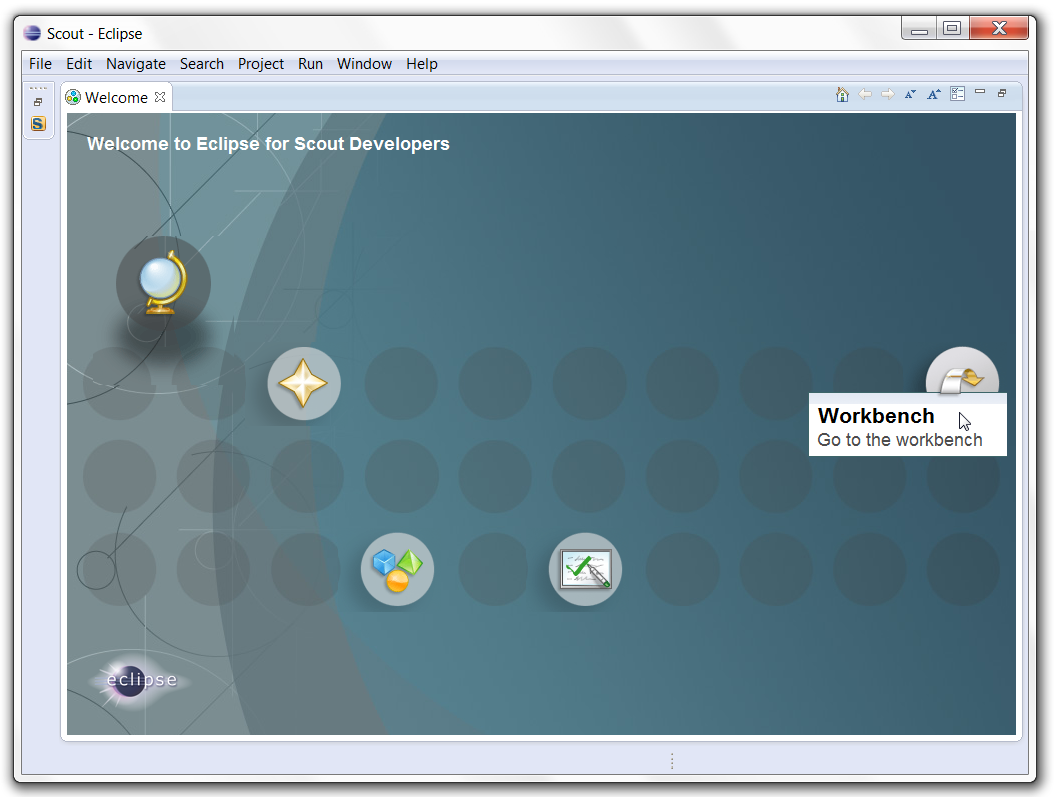 Scout - Eclipse
File Edit Navigate Search Project Run Window Help
S
Welcome
Welcome to Eclipse for Scout Developers
Workbench
Go to the workbench
eclipse